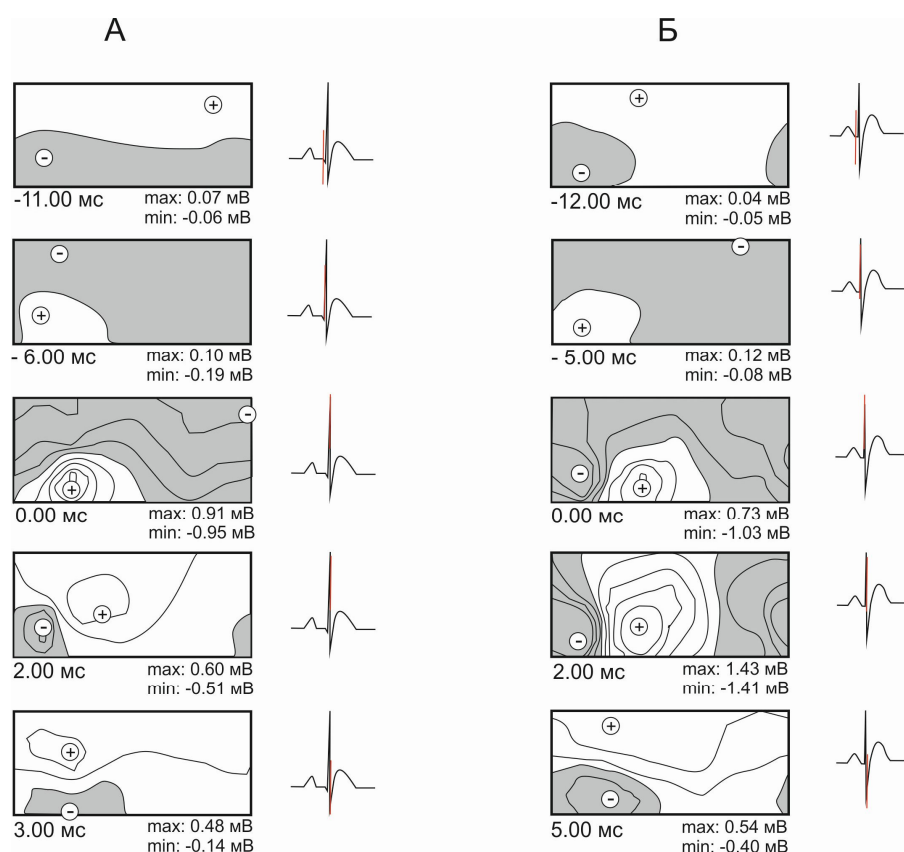 А
Б
-11.00 мс
max: 0.07 мВ
min: -0.06 мВ
-12.00 мс
max: 0.04 мВ
min: -0.05 мВ
- 6.00 мс
max: 0.10 мВ
min: -0.19 мВ
- 5.00 мс
max: 0.12 мВ
min: -0.08 мВ
0.00 мс
max: 0.91 мВ
min: -0.95 мВ
0.00 мс
max: 0.73 мВ
min: -1.03 мВ
2.00 мс
max: 0.60 мВ
min: -0.51 мВ
2.00 мс
max: 1.43 мВ
min: -1.41 мВ
3.00 мс
max: 0.48 мВ
min: -0.14 мВ
5.00 мс
max: 0.54 мВ
min: -0.40 мВ